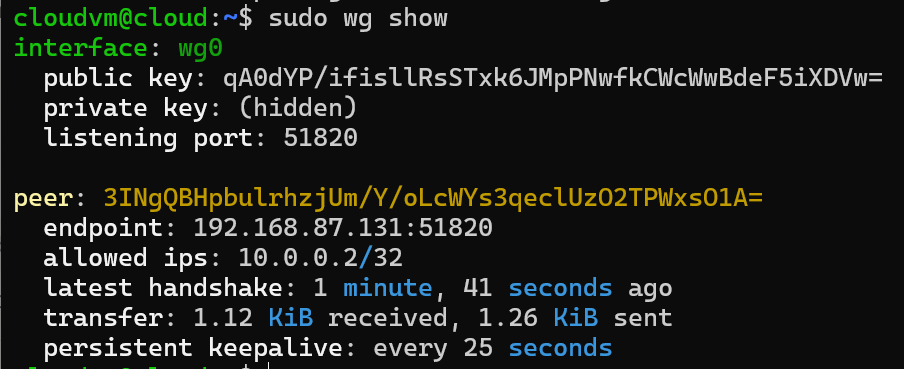 cloudvm@cloud:~$ sudo wg show
interface: wg0
public key: qA0dYP/ifisllRsSTxk6JMpPNwfkCWcWwBdeF5iXDVw=
private key: (hidden)
listening port: 51820
peer: 3INgQBHpbulrhzjUm/Y/oLcWYs3qeclUzO2TPWxsO1A=
endpoint: 192.168.87.131:51820
allowed ips: 10.0.0.2/32
latest handshake: 1 minute, 41 seconds ago
transfer: 1.12 KiB received, 1.26 KiB sent
persistent keepalive: every 25 seconds